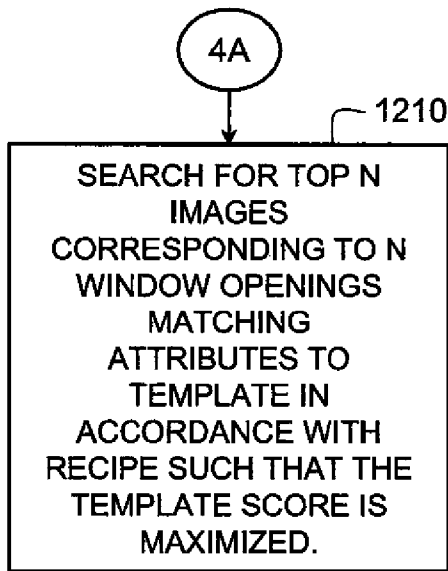 4A
1210
SEARCH FOR TOP N
IMAGES
CORRESPONDING TO N
WINDOW OPENINGS
MATCHING
ATTRIBUTES TO
TEMPLATE IN
ACCORDANCE WITH
RECIPE SUCH THAT THE
TEMPLATE SCORE IS
MAXIMIZED.